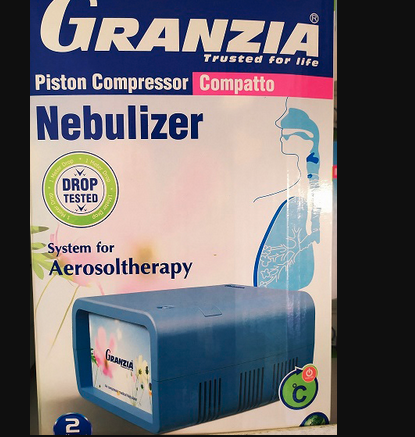 GRANZIA®
Trusted for life
Piston Compressor Compatto
Nebulizer
DROP
TESTED
System for
Aerosoltherapy
GRANZIA
°C
2